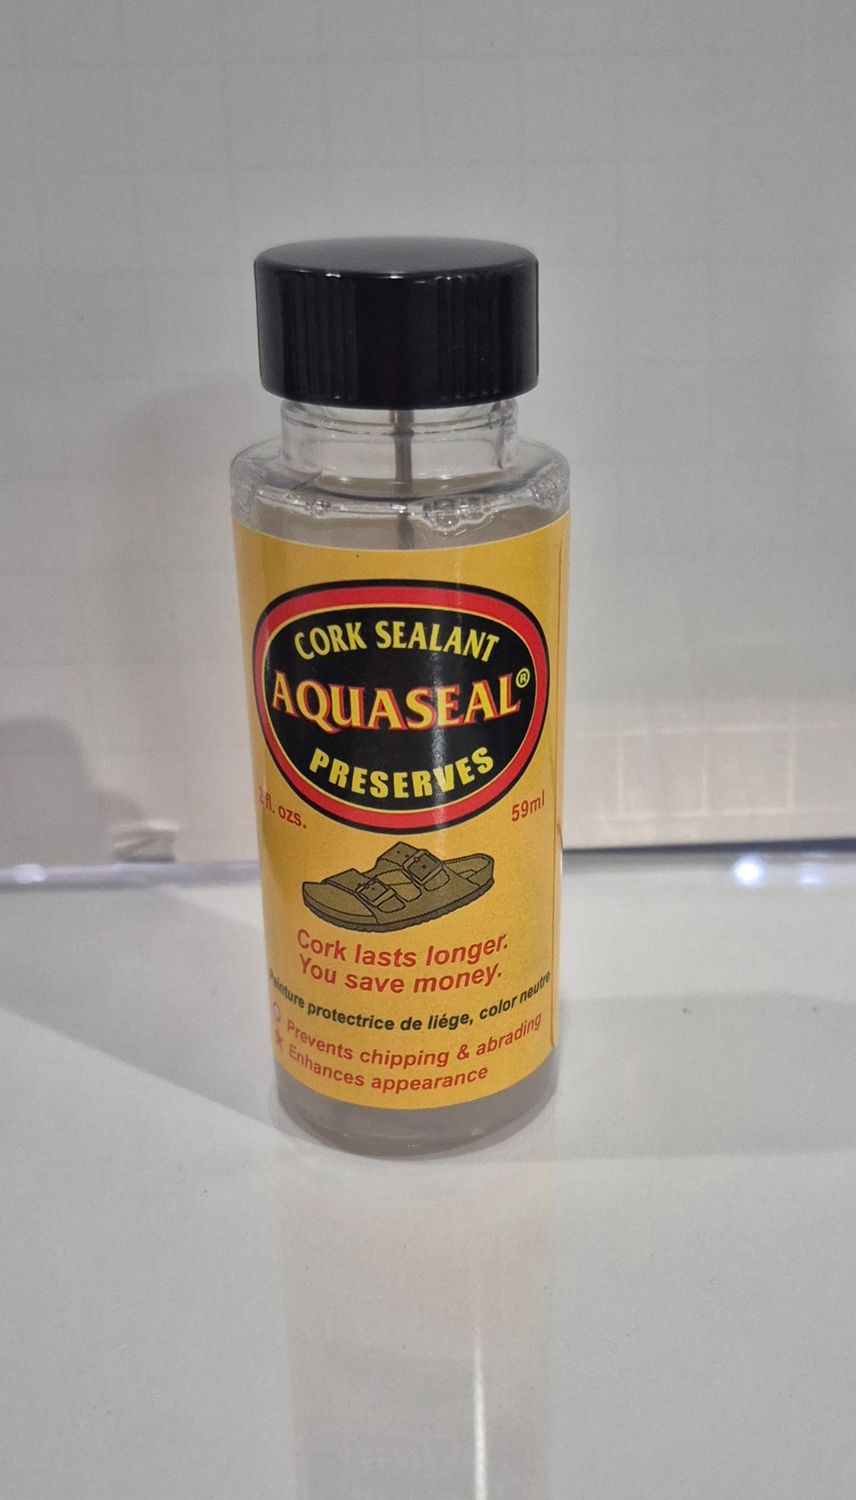 CORK SEALANT
AQUASEAL®
PRESERVES
2 fl. ozs.
59ml
Cork lasts longer.
You save money.
Peinture protectrice de liége, color neutre
Prevents chipping & abrading
Enhances appearance